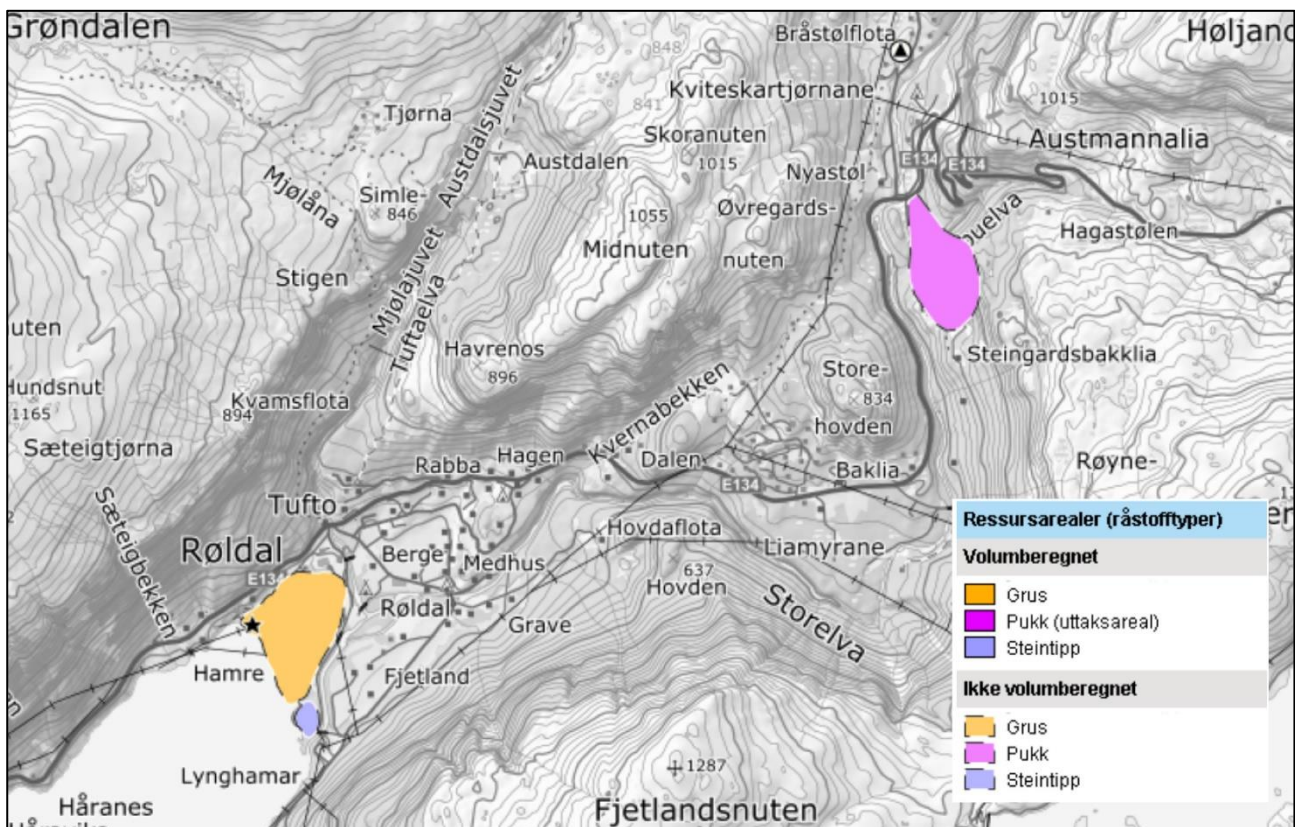 Grøndalen
Bråstølflota
Høljanc
848
Kviteskartjørnane
841
1015
Tjørna
Skoranuten
Austmannalia
Austdalsjuvet
Austdalen
1015
E134
E134
Nyastøl
Mjølåna
Simle-
846
1055
Øvregards-
nuten
Midnuten
Hagastølen
Stigen
Mjølajuvet
Tuftaelva
uten
Havrenos
896
Steingardsbakklia
Hundsnut
1165
894
Kvamsflota
Store-
834
hovden
Sæteigtjørna
Kvernabekken
Rabba
Hagen
Dalen
Baklia
Røyne-
E134
Sæteigbekken
Tufto
Røldal
Berge
Medhus
Hovdaflota
Liamyrane
E134
637
Hovden
Røldal
Grave
Storelva
Hamre
Fjetland
Lynghamar
1287
Håranes
Fjetlandsnuten
Ressursarealer (råstofftyper)
Volumberegnet
Grus
Pukk (uttaksareal)
Steintipp
Ikke volumberegnet
Grus
Pukk
Steintipp